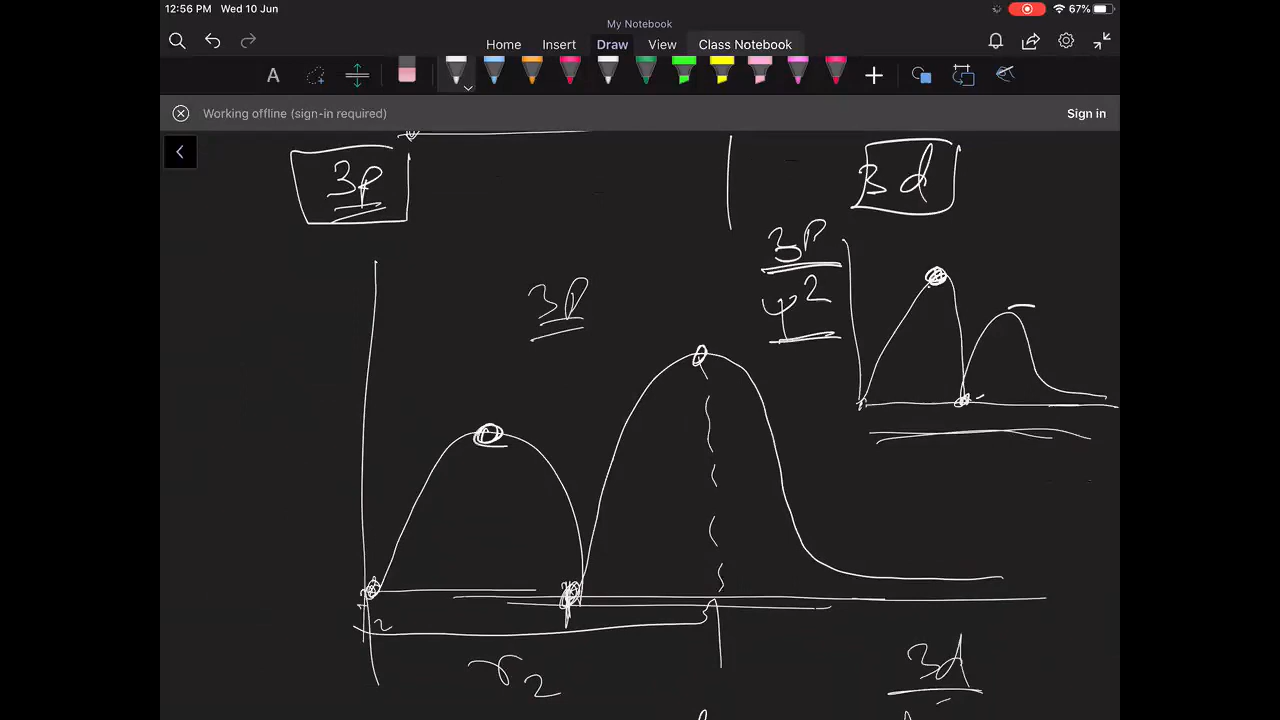 12:56 PM Wed 10 Jun
67%
My Notebook
Home Insert Draw View Class Notebook
A
Working offline (sign-in required)
Sign in
3p
3d
3p
ψ²
3p
r₂
3d